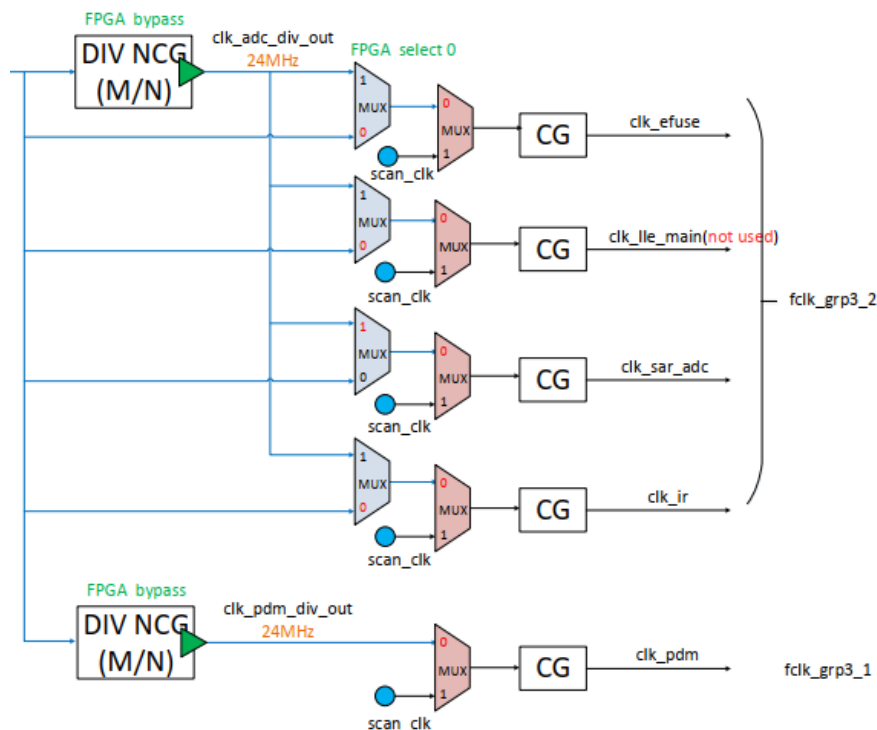 FPGA bypass
DIV NCG
(M/N)
clk_adc_div_out
24MHz
FPGA select 0
1
MUX
0
0
MUX
1
scan_clk
CG
clk_efuse
1
MUX
0
0
MUX
1
scan_clk
CG
clk_lle_main(not used)
fclk_grp3_2
1
MUX
0
0
MUX
1
scan_clk
CG
clk_sar_adc
1
MUX
0
0
MUX
1
scan_clk
CG
clk_ir
FPGA bypass
DIV NCG
(M/N)
clk_pdm_div_out
24MHz
0
MUX
1
scan clk
CG
clk_pdm
fclk_grp3_1